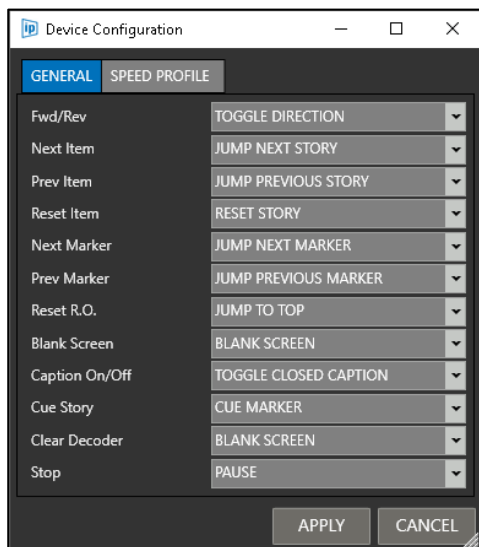 ip Device Configuration
GENERAL SPEED PROFILE
Fwd/Rev TOGGLE DIRECTION
Next Item JUMP NEXT STORY
Prev Item JUMP PREVIOUS STORY
Reset Item RESET STORY
Next Marker JUMP NEXT MARKER
Prev Marker JUMP PREVIOUS MARKER
Reset R.O. JUMP TO TOP
Blank Screen BLANK SCREEN
Caption On/Off TOGGLE CLOSED CAPTION
Cue Story CUE MARKER
Clear Decoder BLANK SCREEN
Stop PAUSE
APPLY CANCEL